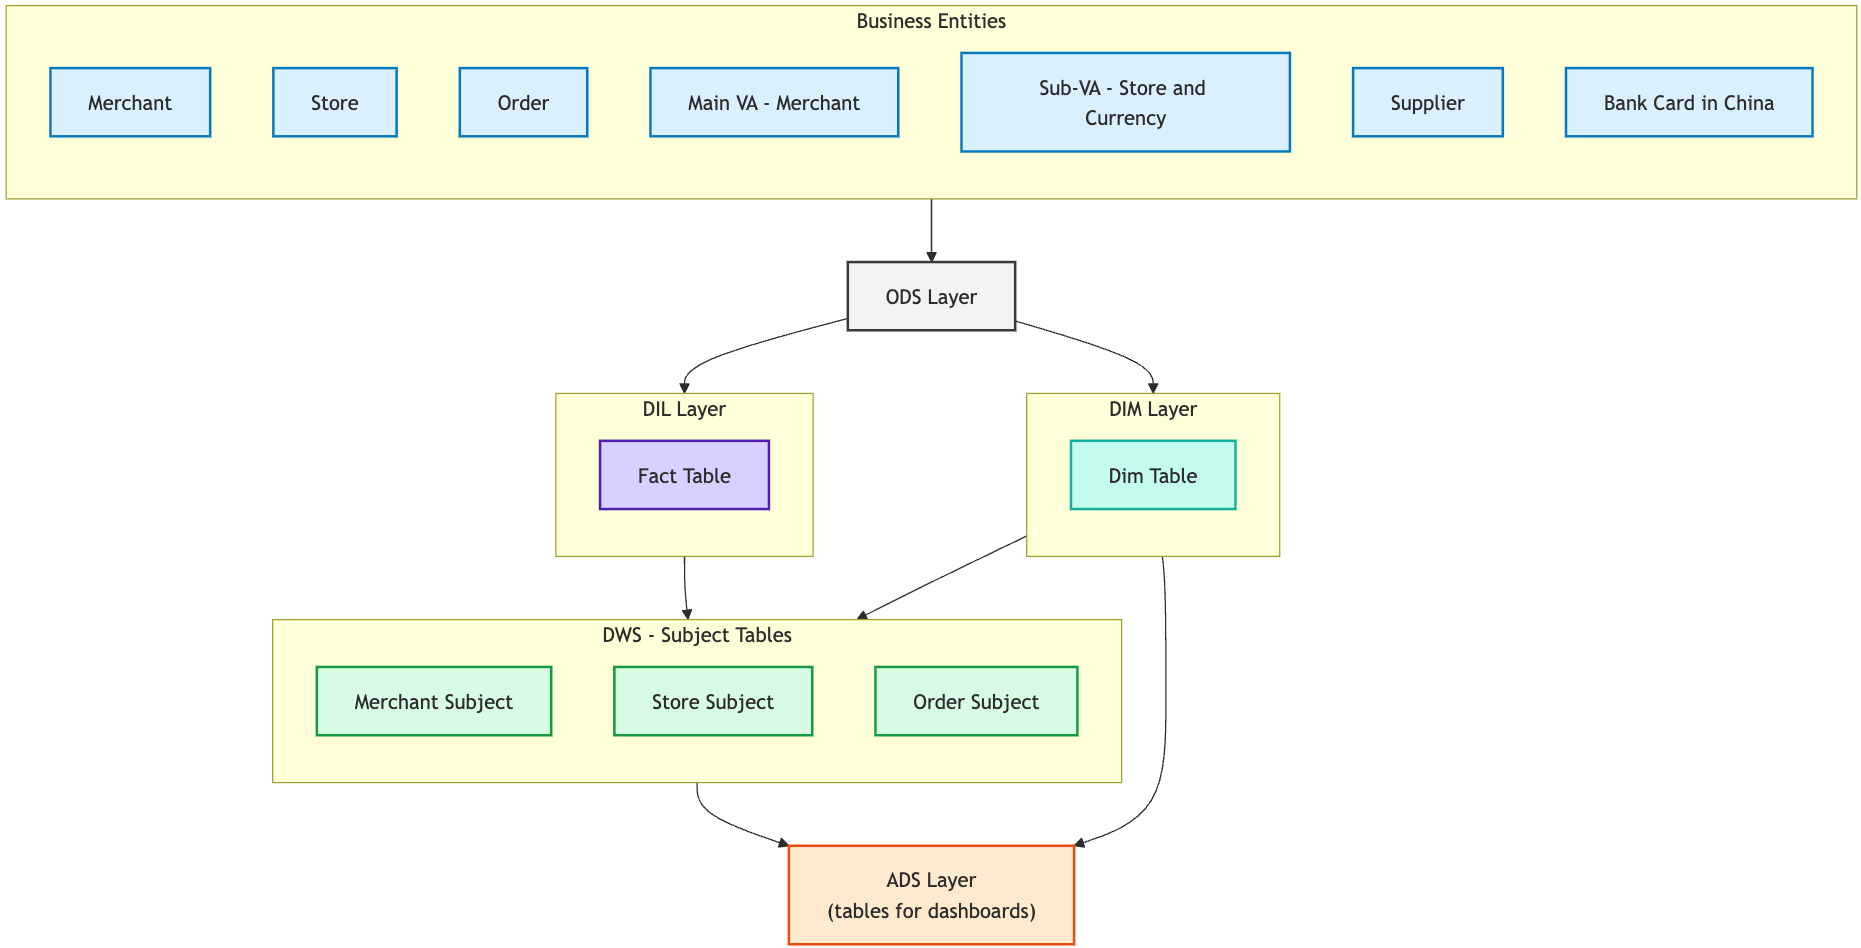 Business Entities
Merchant
Store
Order
Main VA - Merchant
Sub-VA - Store and
Currency
Supplier
Bank Card in China
ODS Layer
DIL Layer
Fact Table
DIM Layer
Dim Table
DWS - Subject Tables
Merchant Subject
Store Subject
Order Subject
ADS Layer
(tables for dashboards)